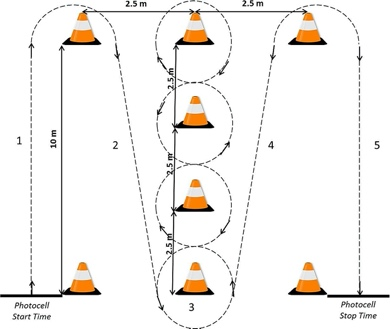 2.5 m
2.5 m
2.5 m
10 m
1
2
4
5
2.5 m
2.5 m
3
Photocell
Start Time
Photocell
Stop Time